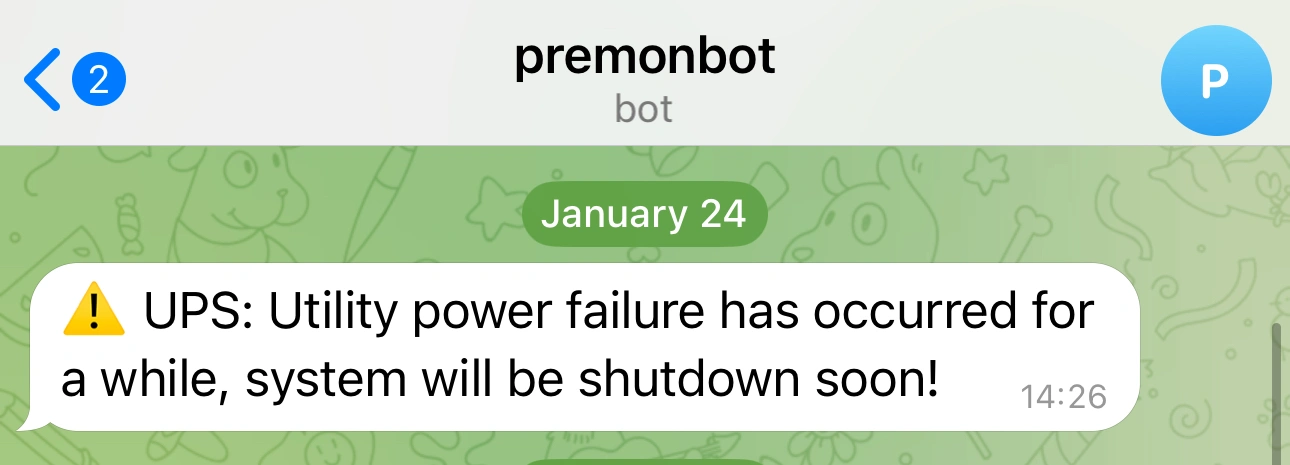 2
premonbot
P
bot
January 24
⚠️ UPS: Utility power failure has occurred for
a while, system will be shutdown soon!
14:26